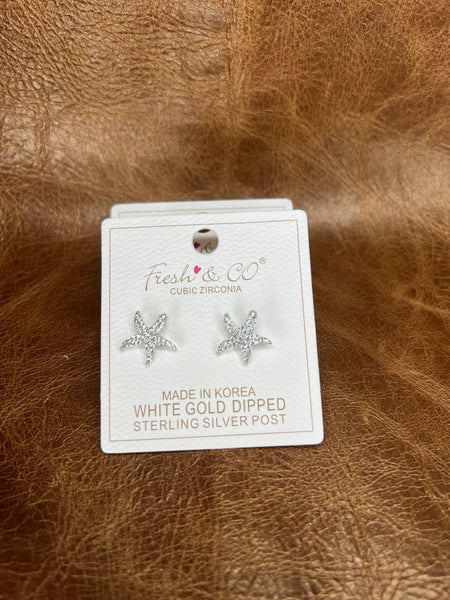 Fresh & CO®
CUBIC ZIRCONIA
MADE IN KOREA
WHITE GOLD DIPPED
STERLING SILVER POST